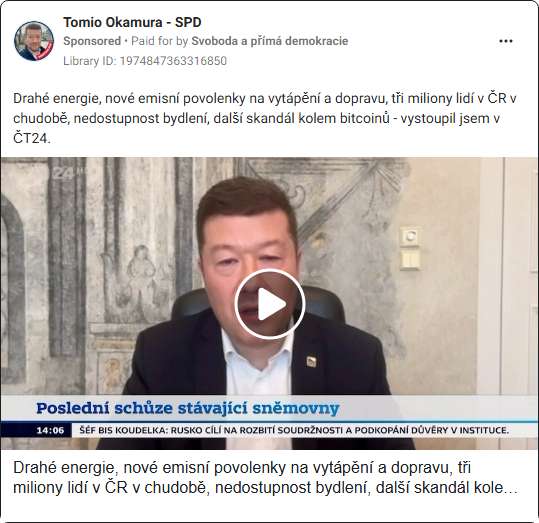 Tomio Okamura - SPD
Sponsored • Paid for by Svoboda a přímá demokracie
Library ID: 1974847363316850
Drahé energie, nové emisní povolenky na vytápění a dopravu, tři miliony lidí v ČR v
chudobě, nedostupnost bydlení, další skandál kolem bitcoinů - vystoupil jsem v
ČT24.
24
Poslední schůze stávající sněmovny
14:06 ŠÉF BIS KOUDELKA: RUSKO CÍLÍ NA ROZBITÍ SOUDRŽNOSTI A PODKOPÁNÍ DŮVĚRY V INSTITUCE.
Drahé energie, nové emisní povolenky na vytápění a dopravu, tři
miliony lidí v ČR v chudobě, nedostupnost bydlení, další skandál kole...